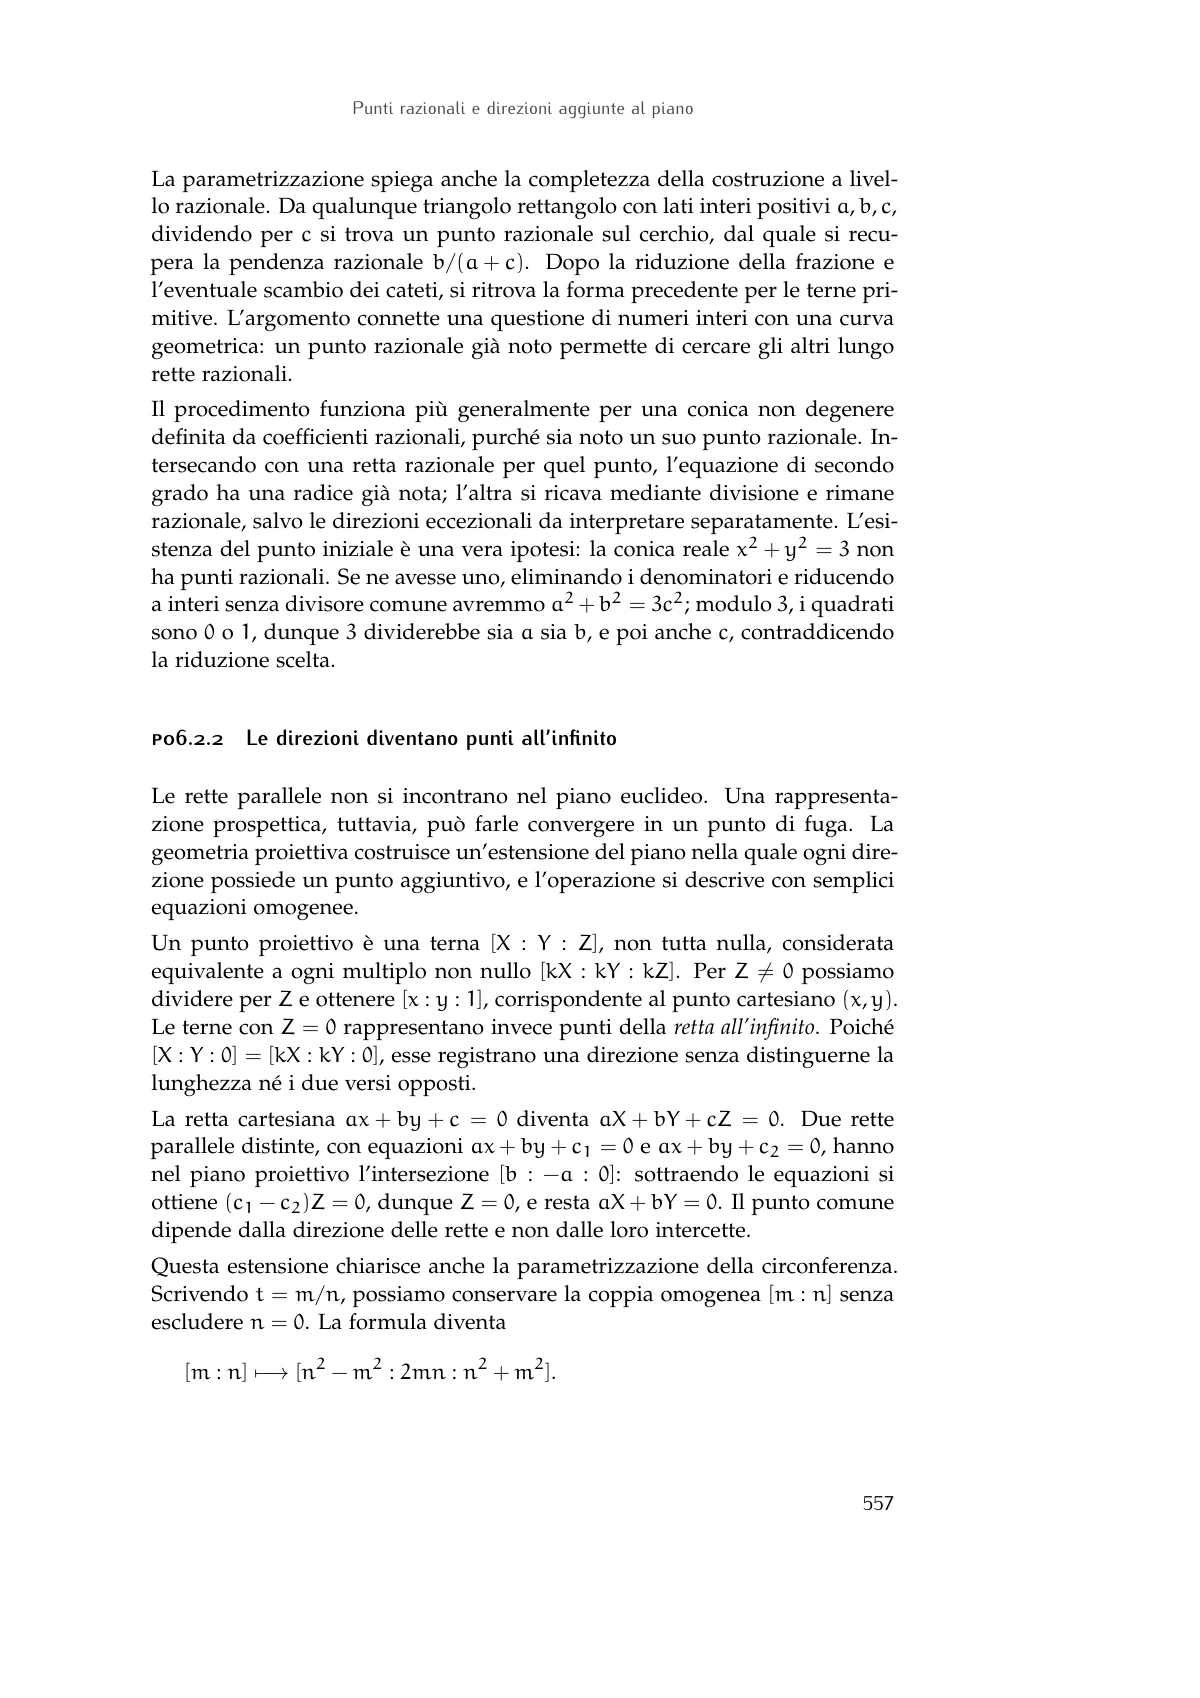 Punti razionali e direzioni aggiunte al piano
La parametrizzazione spiega anche la completezza della costruzione a livel-
lo razionale. Da qualunque triangolo rettangolo con lati interi positivi a, b, c,
dividendo per c si trova un punto razionale sul cerchio, dal quale si recu-
pera la pendenza razionale b/(a + c). Dopo la riduzione della frazione e
l'eventuale scambio dei cateti, si ritrova la forma precedente per le terne pri-
mitive. L'argomento connette una questione di numeri interi con una curva
geometrica: un punto razionale già noto permette di cercare gli altri lungo
rette razionali.
Il procedimento funziona più generalmente per una conica non degenere
definita da coefficienti razionali, purché sia noto un suo punto razionale. In-
tersecando con una retta razionale per quel punto, l'equazione di secondo
grado ha una radice già nota; l'altra si ricava mediante divisione e rimane
razionale, salvo le direzioni eccezionali da interpretare separatamente. L'esi-
stenza del punto iniziale è una vera ipotesi: la conica reale x² + y² = 3 non
ha punti razionali. Se ne avesse uno, eliminando i denominatori e riducendo
a interi senza divisore comune avremmo a² + b² = 3c²; modulo 3, i quadrati
sono 0 o 1, dunque 3 dividerebbe sia a sia b, e poi anche c, contraddicendo
la riduzione scelta.
P06.2.2 Le direzioni diventano punti all'infinito
Le rette parallele non si incontrano nel piano euclideo. Una rappresenta-
zione prospettica, tuttavia, può farle convergere in un punto di fuga. La
geometria proiettiva costruisce un'estensione del piano nella quale ogni dire-
zione possiede un punto aggiuntivo, e l'operazione si descrive con semplici
equazioni omogenee.
Un punto proiettivo è una terna [X : Y : Z], non tutta nulla, considerata
equivalente a ogni multiplo non nullo [kX : kY : kZ]. Per Z ≠ 0 possiamo
dividere per Z e ottenere [x : y : 1], corrispondente al punto cartesiano (x, y).
Le terne con Z = 0 rappresentano invece punti della retta all'infinito. Poiché
[X : Y : 0] = [kX : kY : 0], esse registrano una direzione senza distinguerne la
lunghezza né i due versi opposti.
La retta cartesiana ax + by + c = 0 diventa aX + bY + cZ = 0. Due rette
parallele distinte, con equazioni ax + by + c₁ = 0 e ax + by + c₂ = 0, hanno
nel piano proiettivo l'intersezione [b : −a : 0]: sottraendo le equazioni si
ottiene (c₁ − c₂)Z = 0, dunque Z = 0, e resta aX + bY = 0. Il punto comune
dipende dalla direzione delle rette e non dalle loro intercette.
Questa estensione chiarisce anche la parametrizzazione della circonferenza.
Scrivendo t = m/n, possiamo conservare la coppia omogenea [m : n] senza
escludere n = 0. La formula diventa
[m : n] ⟼ [n² − m² : 2mn : n² + m²].
557